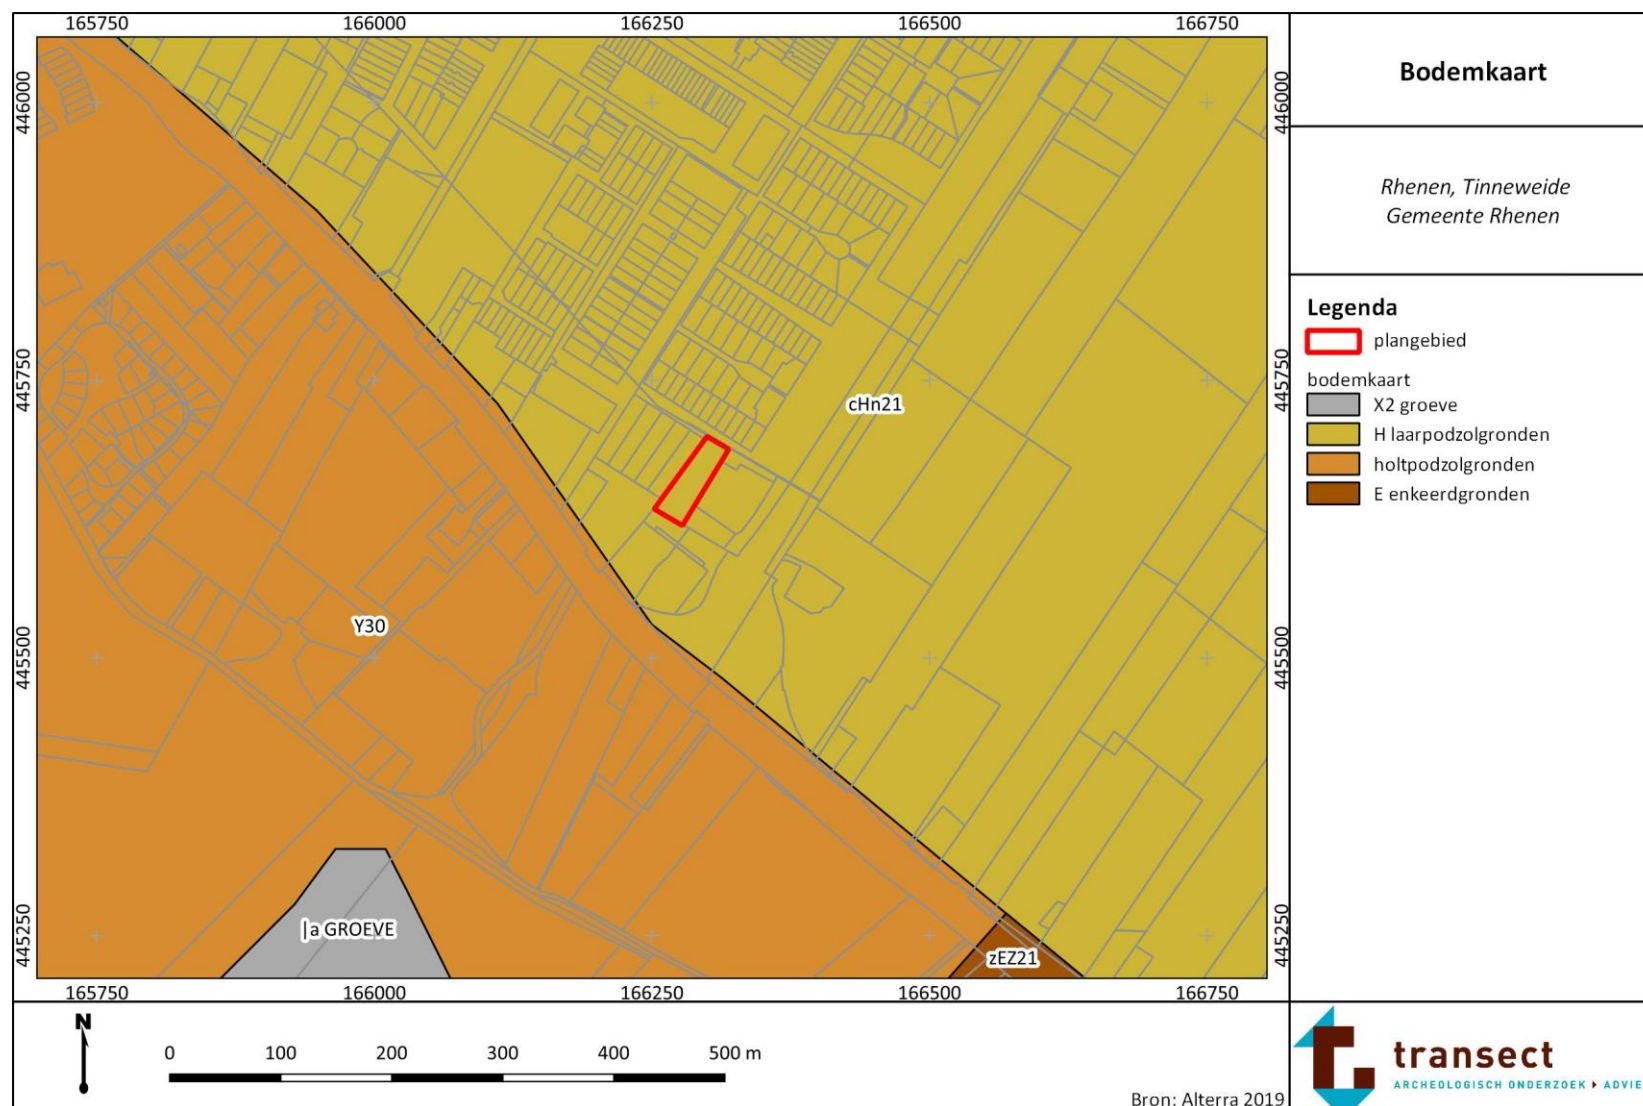 165750 166000 166250 166500 166750
446000
445750
445500
445250
cHn21
Y30
|a GROEVE
zEZ21
446000
445750
445500
445250
165750 166000 166250 166500 166750
Bodemkaart
Rhenen, Tinneweide
Gemeente Rhenen
Legenda
plangebied
bodemkaart
X2 groeve
H laarpodzolgronden
holtpodzolgronden
E enkeerdgronden
N
0 100 200 300 400 500 m
Bron: Alterra 2019
transect
ARCHEOLOGISCH ONDERZOEK ▸ ADVIE